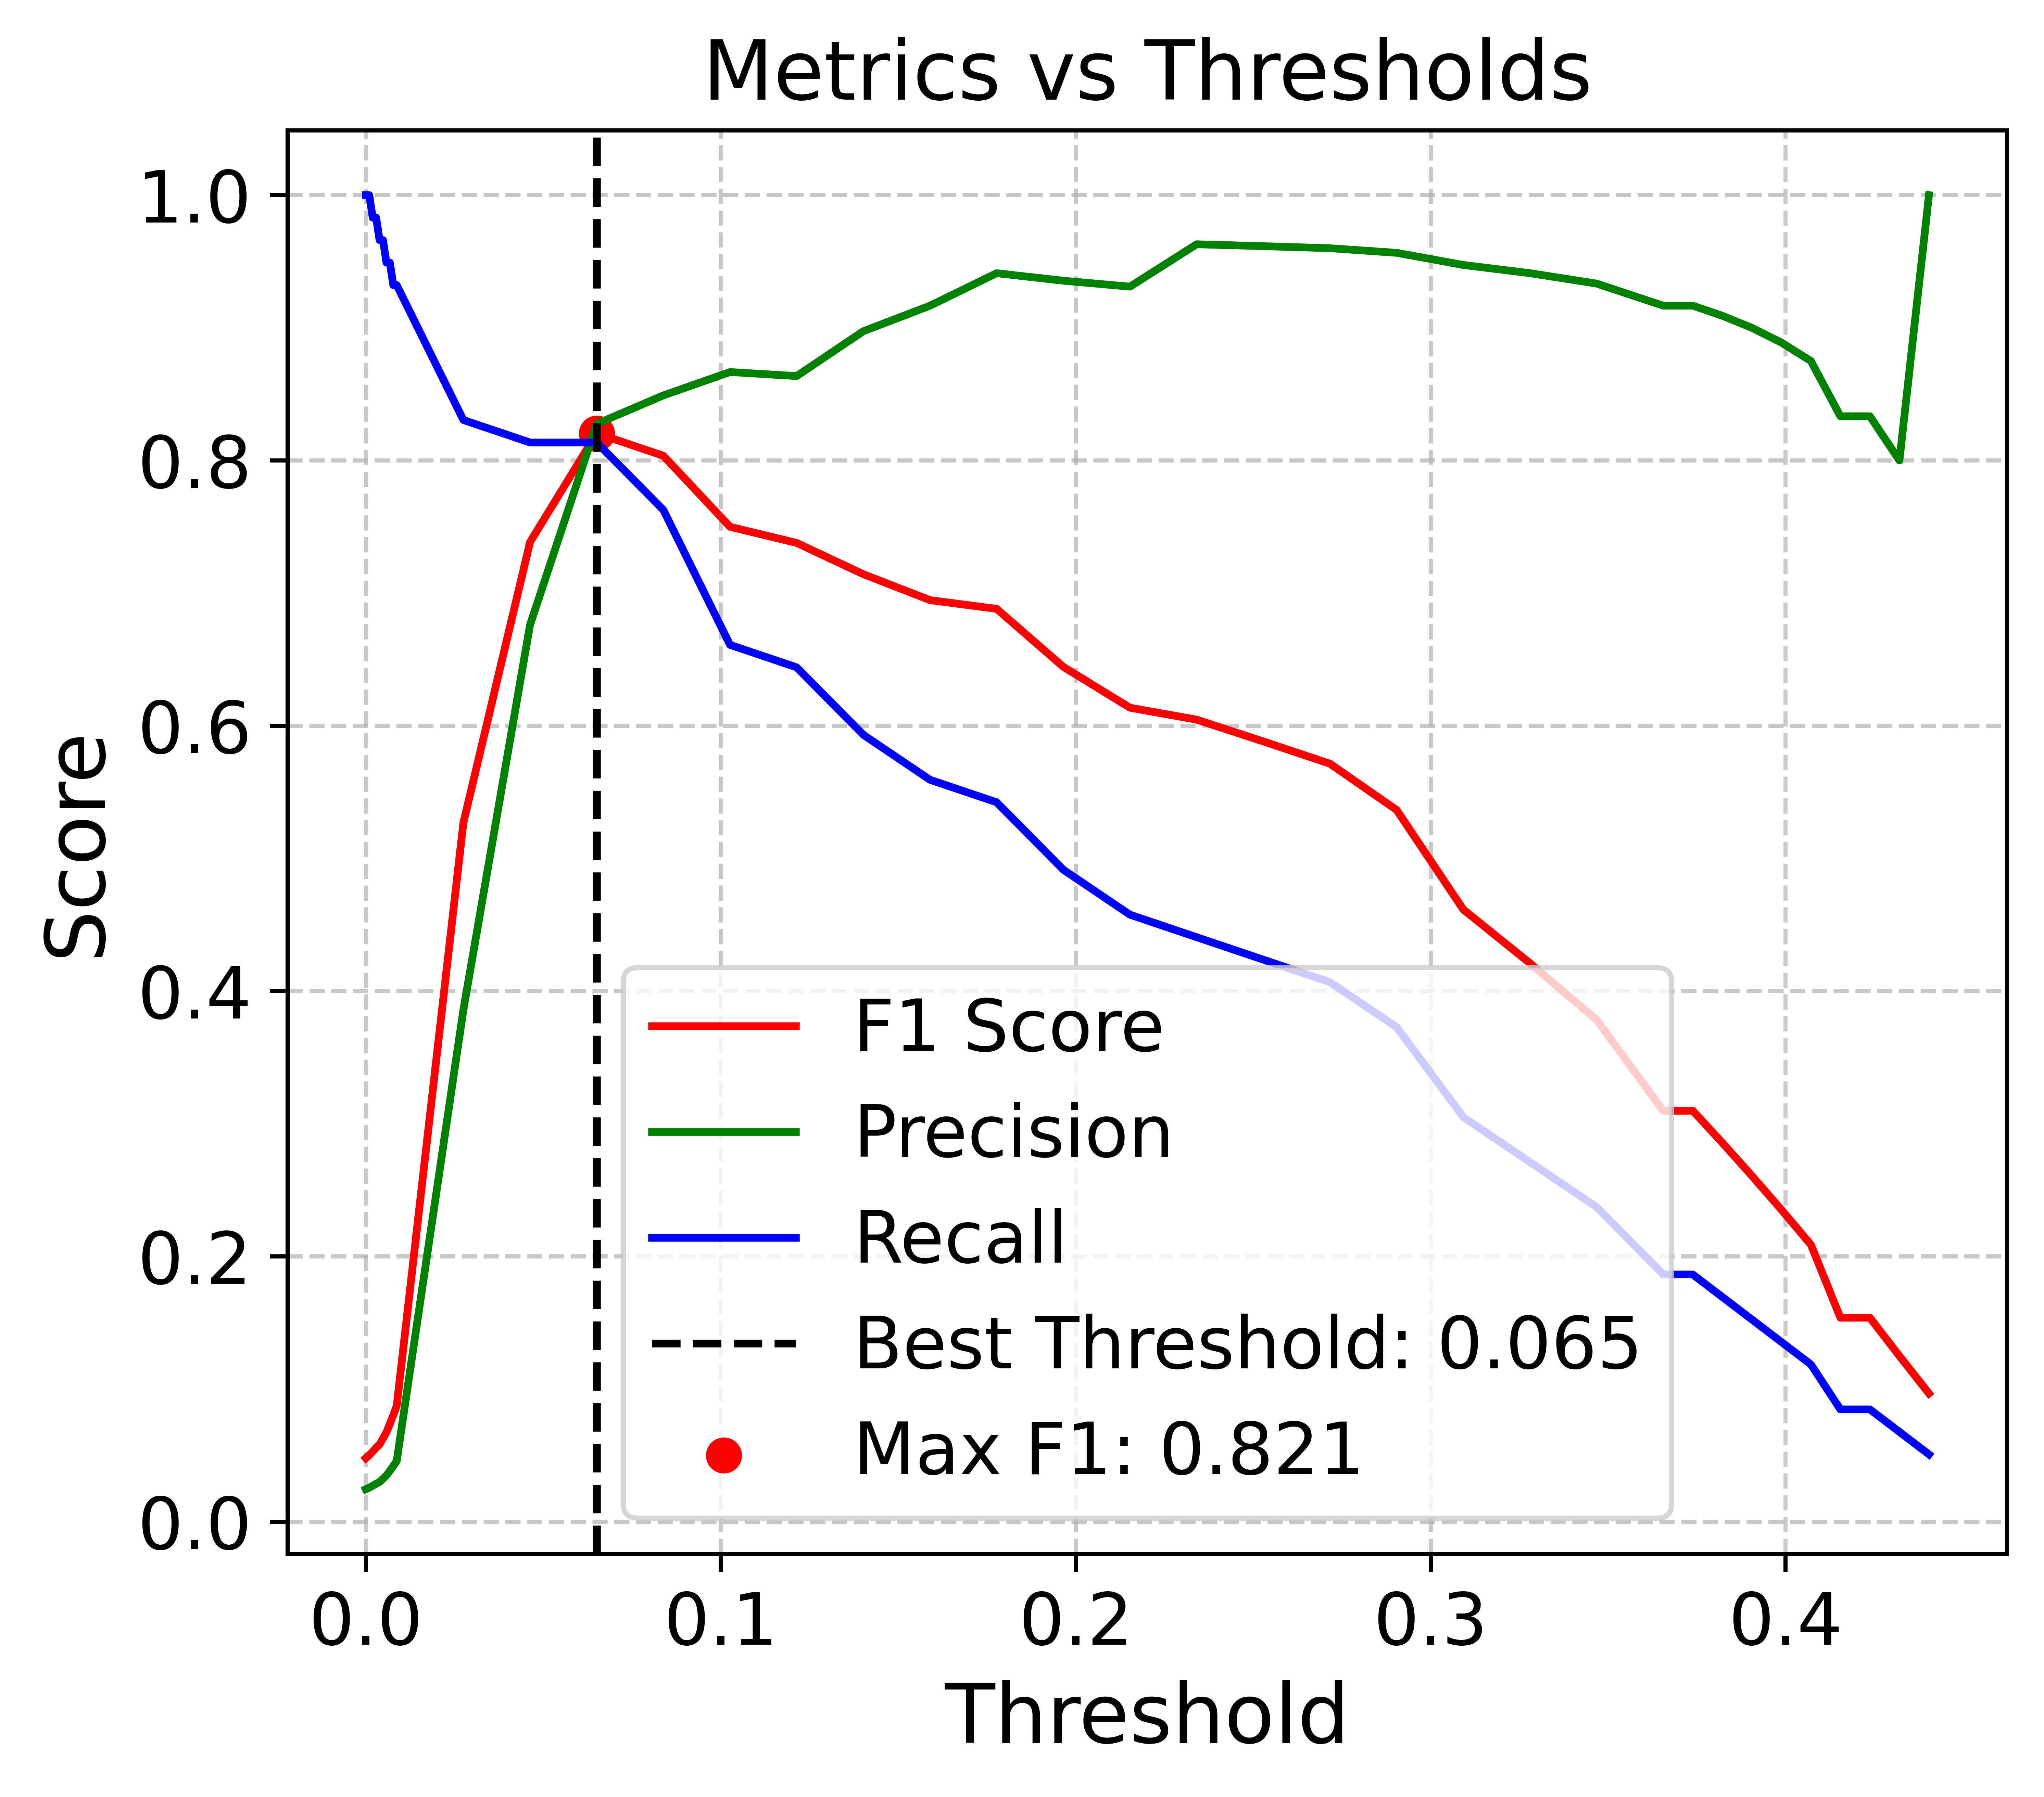 Metrics vs Thresholds
1.0
0.8
0.6
0.4
0.2
0.0
Score
F1 Score
Precision
Recall
Best Threshold: 0.065
Max F1: 0.821
0.0 0.1 0.2 0.3 0.4
Threshold